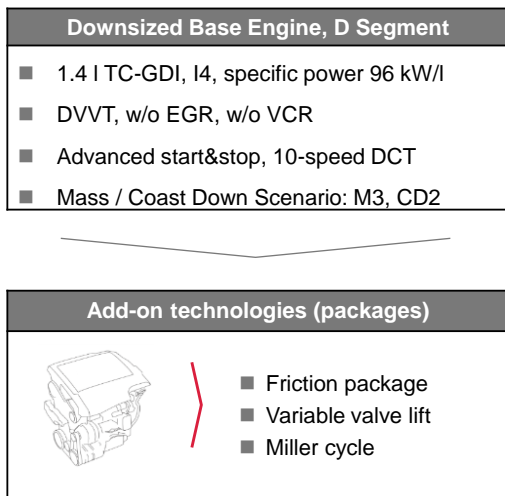 Downsized Base Engine, D Segment
1.4 l TC-GDI, I4, specific power 96 kW/l
DVVT, w/o EGR, w/o VCR
Advanced start&stop, 10-speed DCT
Mass / Coast Down Scenario: M3, CD2
Add-on technologies (packages)
Friction package
Variable valve lift
Miller cycle